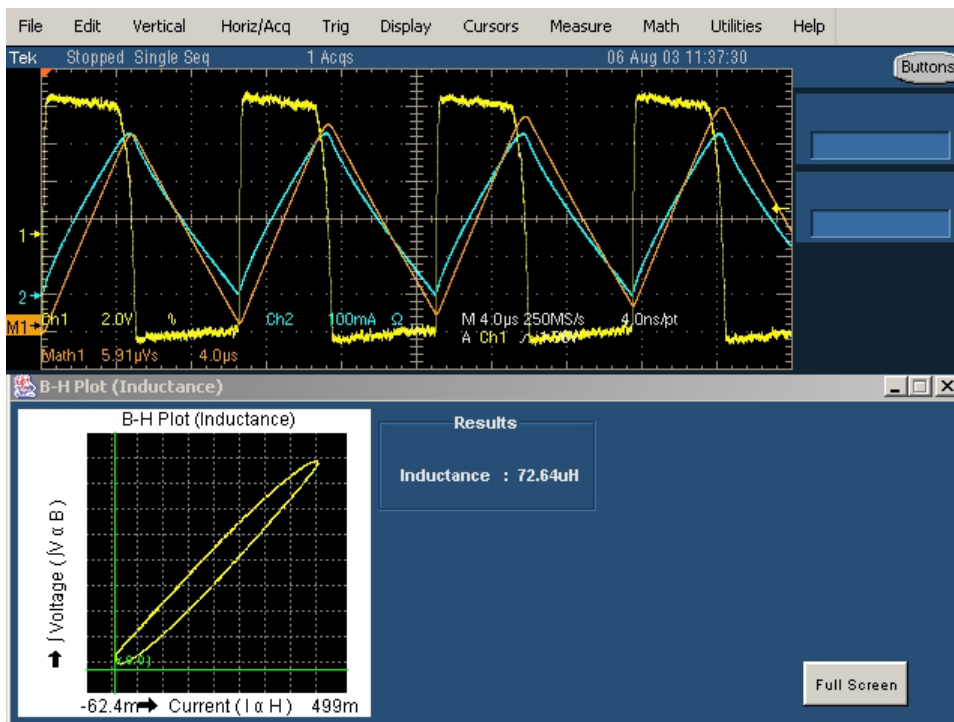 File Edit Vertical Horiz/Acq Trig Display Cursors Measure Math Utilities Help
Tek Stopped Single Seq 1 Acqs 06 Aug 03 11:37:30
Buttons
1
2
M1
Ch1 2.0V Ch2 100mA Ω M 4.0µs 250MS/s 4.0ns/pt
A Ch1
Math1 5.91µVs 4.0µs
B-H Plot (Inductance)
B-H Plot (Inductance)
∫ Voltage ( ∫V α B )
-62.4m Current ( I α H ) 499m
Results
Inductance : 72.64uH
Full Screen